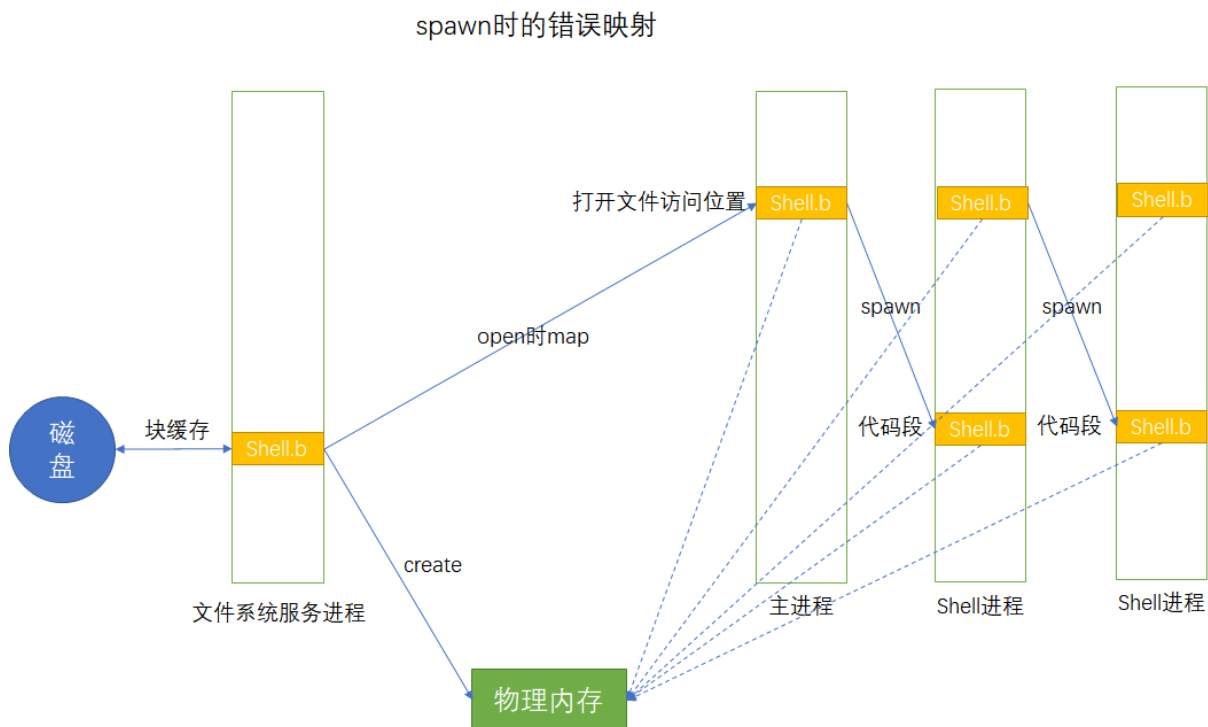 spawn时的错误映射
打开文件访问位置
Shell.b
Shell.b
Shell.b
open时map
spawn
spawn
磁
盘
块缓存
Shell.b
代码段
Shell.b
代码段
Shell.b
create
文件系统服务进程
主进程
Shell进程
Shell进程
物理内存